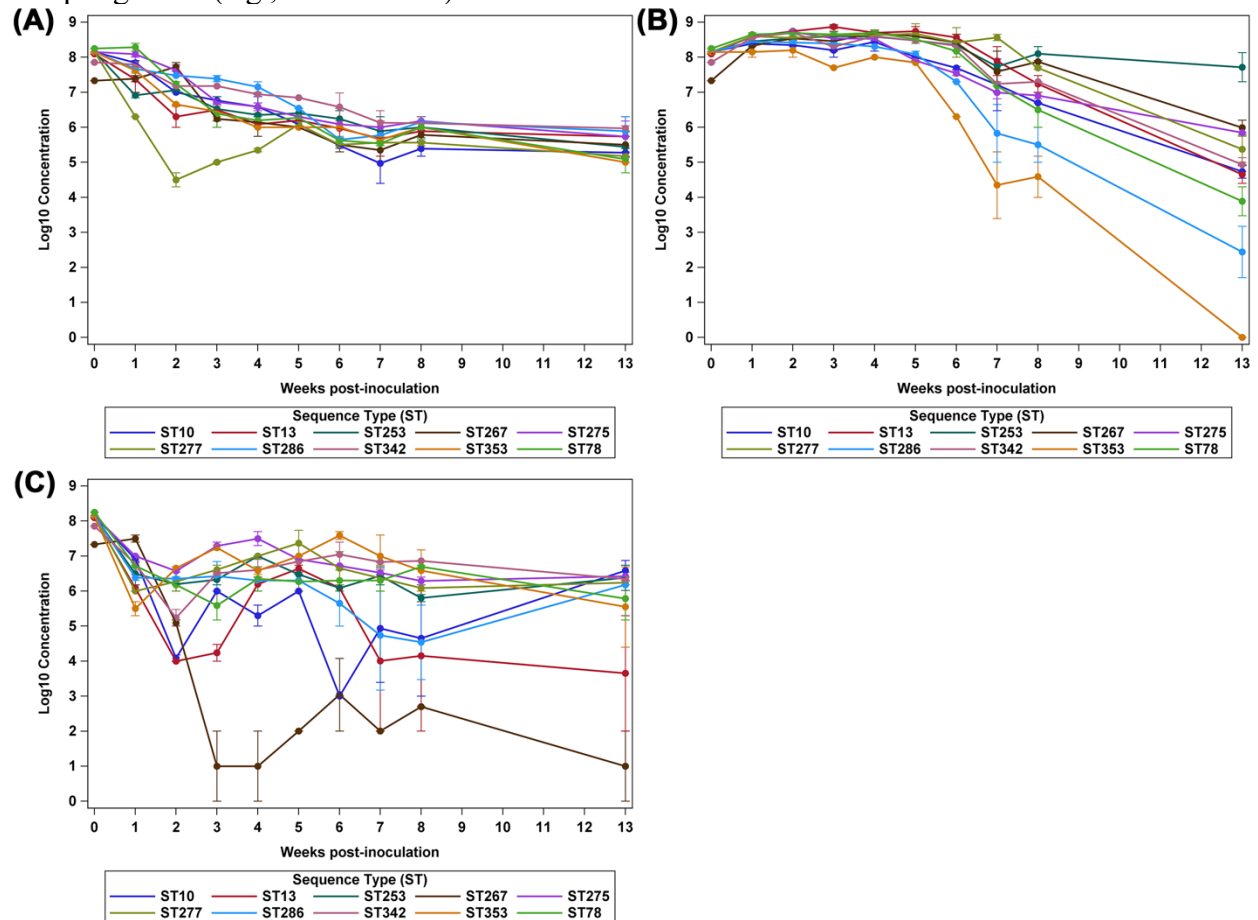 (A)
9
8
7
6
5
4
3
2
1
0
Log10 Concentration
0 1 2 3 4 5 6 7 8 9 10 11 12 13
Weeks post-inoculation
Sequence Type (ST)
ST10 ST13 ST253 ST267 ST275
ST277 ST286 ST342 ST353 ST78
(B)
9
8
7
6
5
4
3
2
1
0
Log10 Concentration
0 1 2 3 4 5 6 7 8 9 10 11 12 13
Weeks post-inoculation
Sequence Type (ST)
ST10 ST13 ST253 ST267 ST275
ST277 ST286 ST342 ST353 ST78
(C)
9
8
7
6
5
4
3
2
1
0
Log10 Concentration
0 1 2 3 4 5 6 7 8 9 10 11 12 13
Weeks post-inoculation
Sequence Type (ST)
ST10 ST13 ST253 ST267 ST275
ST277 ST286 ST342 ST353 ST78